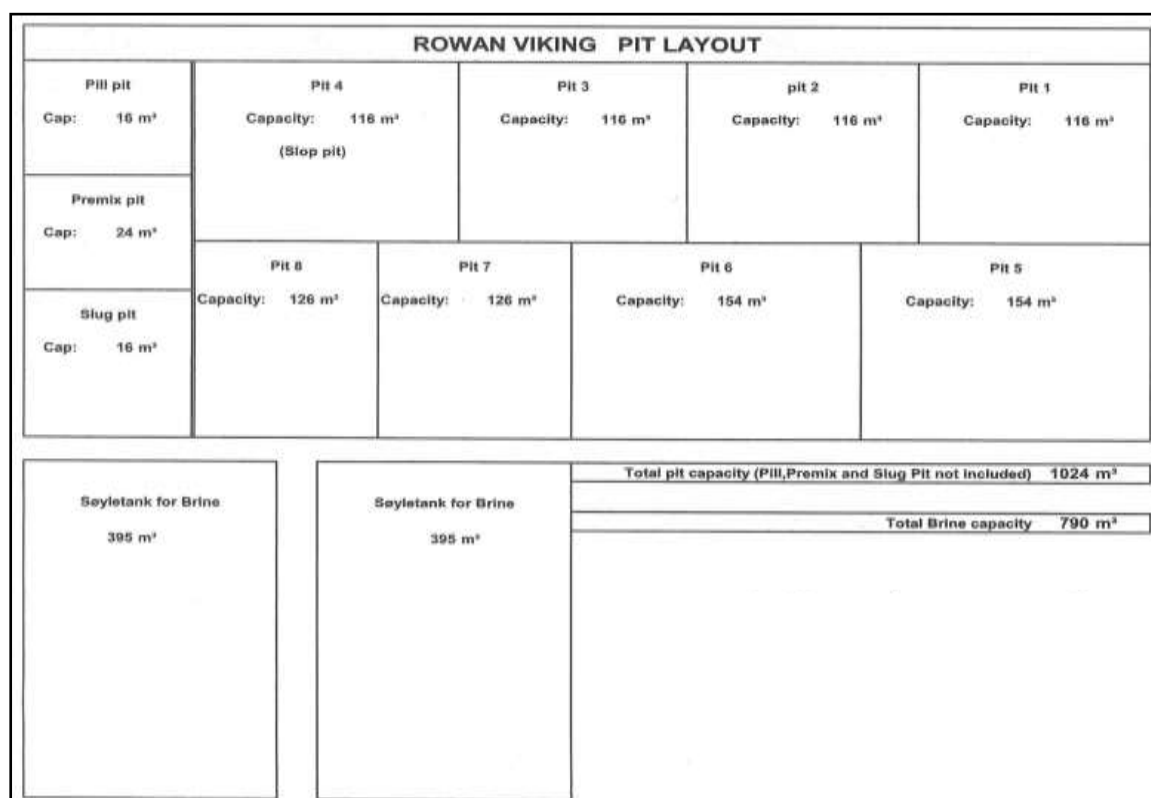 ROWAN VIKING PIT LAYOUT
Pill pit
Cap: 16 m³
Premix pit
Cap: 24 m³
Slug pit
Cap: 16 m³
Pit 4
Capacity: 116 m³
(Slop pit)
Pit 3
Capacity: 116 m³
pit 2
Capacity: 116 m³
Pit 1
Capacity: 116 m³
Pit 8
Capacity: 126 m³
Pit 7
Capacity: 126 m³
Pit 6
Capacity: 154 m³
Pit 5
Capacity: 154 m³
Søyletank for Brine
395 m³
Søyletank for Brine
395 m³
Total pit capacity (Pill,Premix and Slug Pit not included) 1024 m³
Total Brine capacity 790 m³